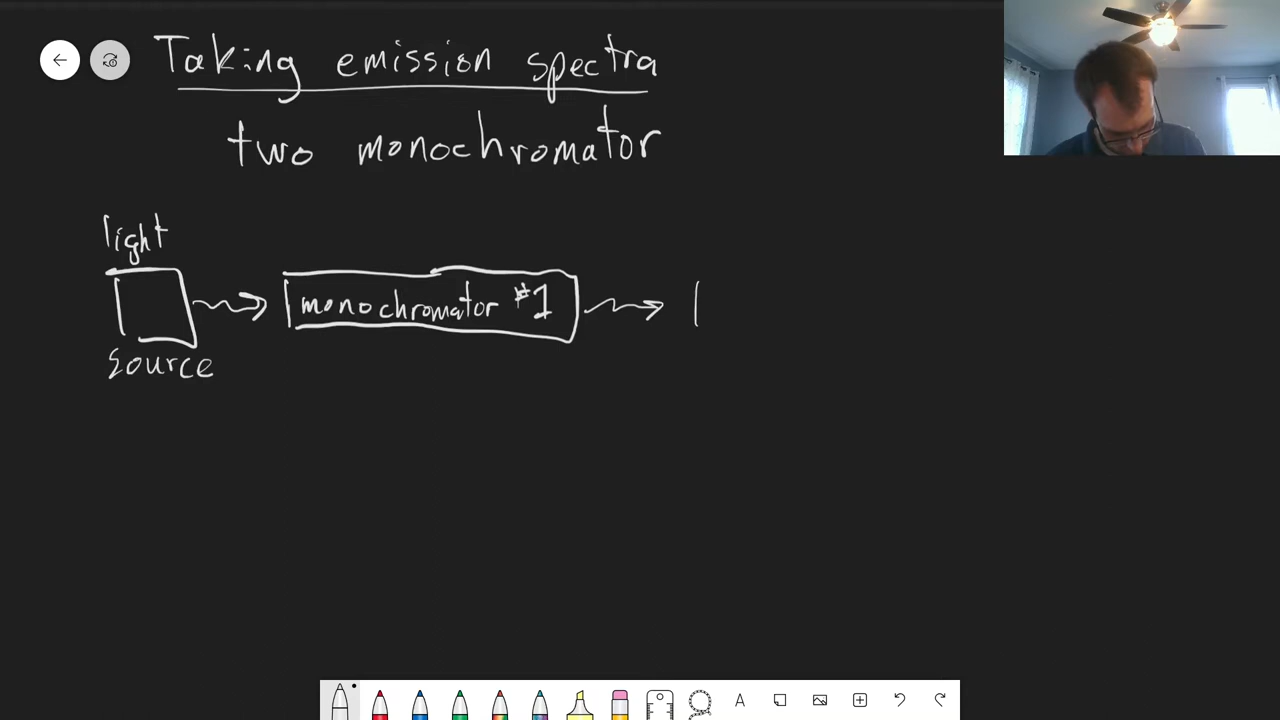 Taking emission spectra
two monochromator
light
source
monochromator #1
A